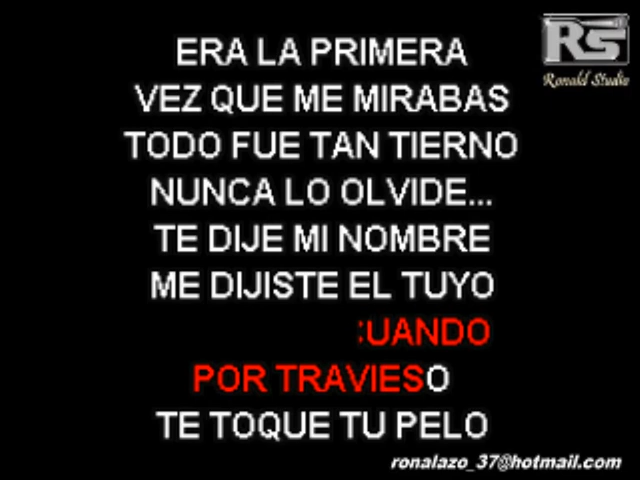 RS
Ronald Studio
ERA LA PRIMERA
VEZ QUE ME MIRABAS
TODO FUE TAN TIERNO
NUNCA LO OLVIDE...
TE DIJE MI NOMBRE
ME DIJISTE EL TUYO
CUANDO
POR TRAVIESO
TE TOQUE TU PELO
ronalazo_37@hotmail.com